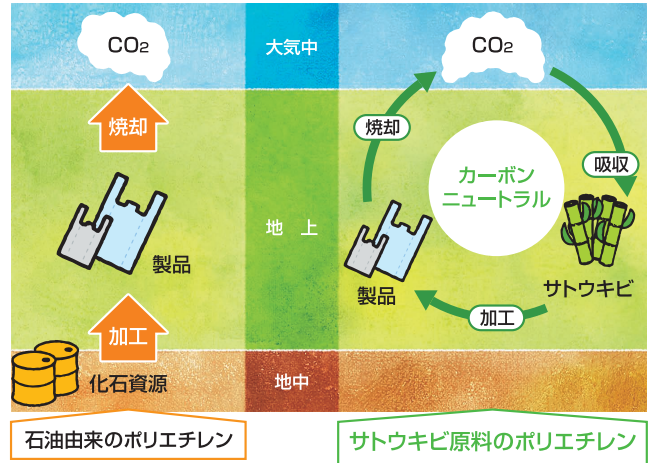 CO2
大気中
CO2
焼却
焼却
吸収
カーボン
ニュートラル
地 上
製品
製品
サトウキビ
加工
加工
化石資源
地中
石油由来のポリエチレン
サトウキビ原料のポリエチレン